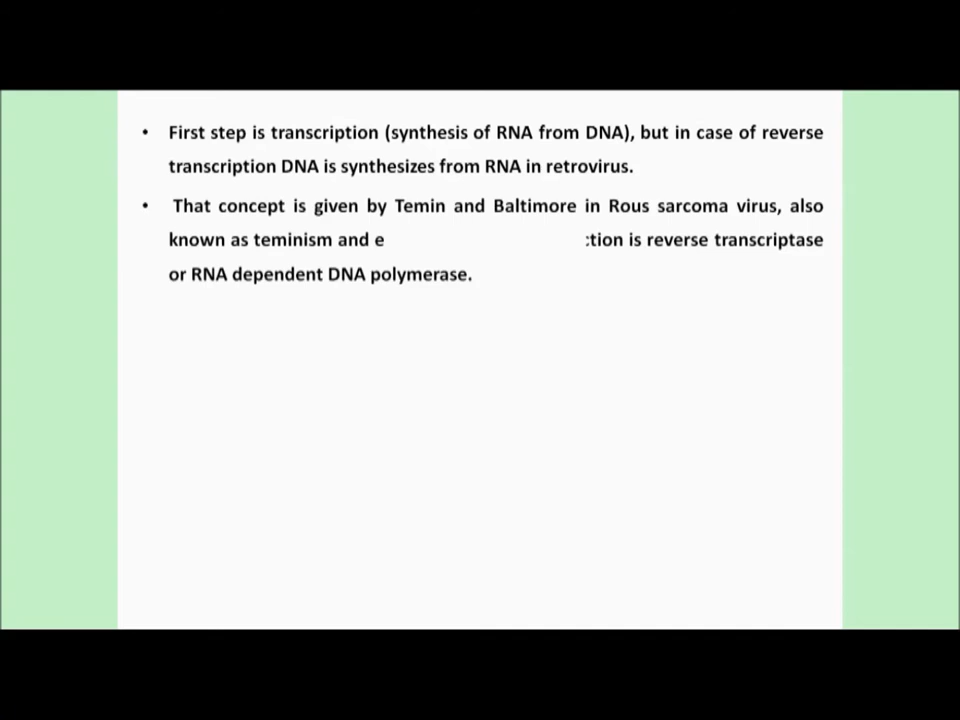 • First step is transcription (synthesis of RNA from DNA), but in case of reverse
transcription DNA is synthesizes from RNA in retrovirus.
• That concept is given by Temin and Baltimore in Rous sarcoma virus, also
known as teminism and is reverse transcriptase
or RNA dependent DNA polymerase.